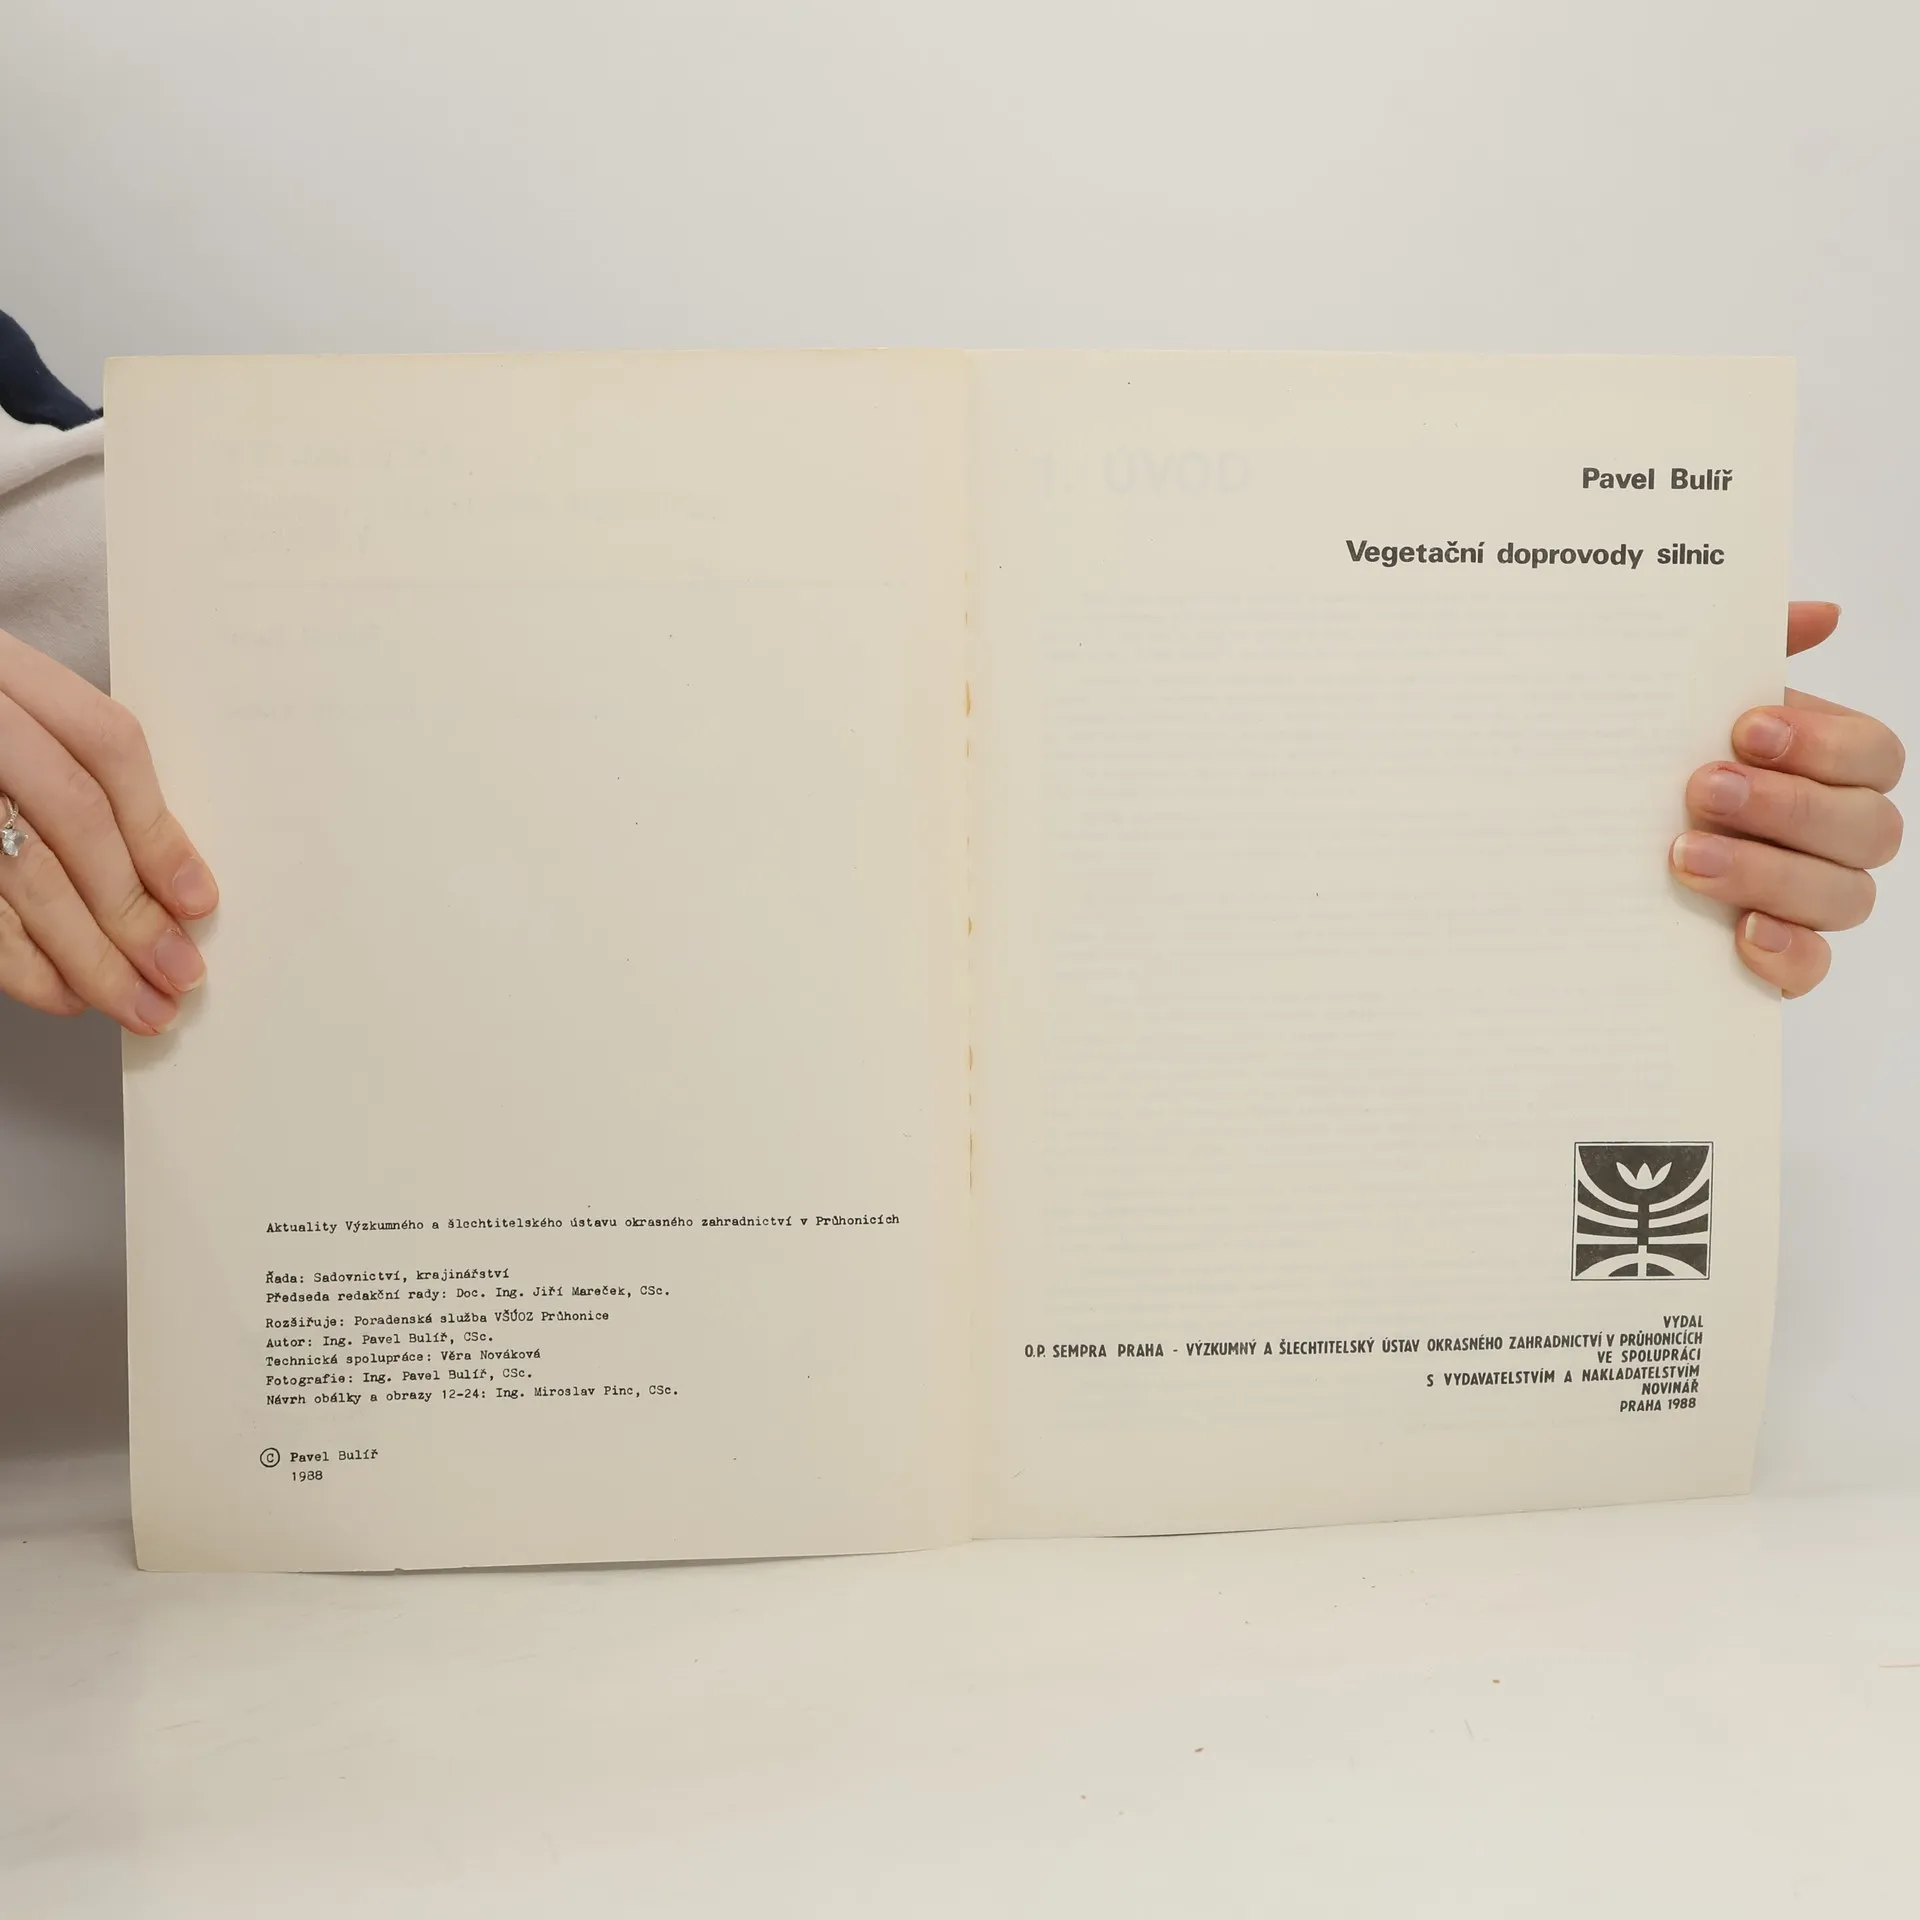 Aktuality Výzkumného a šlechtitelského ústavu okrasného zahradnictví v Průhonicích
Řada: Sadovnictví, krajinářství
Předseda redakční rady: Doc. Ing. Jiří Mareček, CSc.
Rozšiřuje: Poradenská služba VŠÚOZ Průhonice
Autor: Ing. Pavel Bulíř, CSc.
Technická spolupráce: Věra Nováková
Fotografie: Ing. Pavel Bulíř, CSc.
Návrh obálky a obrazy 12-24: Ing. Miroslav Pinc, CSc.
© Pavel Bulíř
1988
1. ÚVOD
Pavel Bulíř
Vegetační doprovody silnic
VYDAL
O.P. SEMPRA PRAHA - VÝZKUMNÝ A ŠLECHTITELSKÝ ÚSTAV OKRASNÉHO ZAHRADNICTVÍ V PRŮHONICÍCH
VE SPOLUPRÁCI
S VYDAVATELSTVÍM A NAKLADATELSTVÍM
NOVINÁŘ
PRAHA 1988